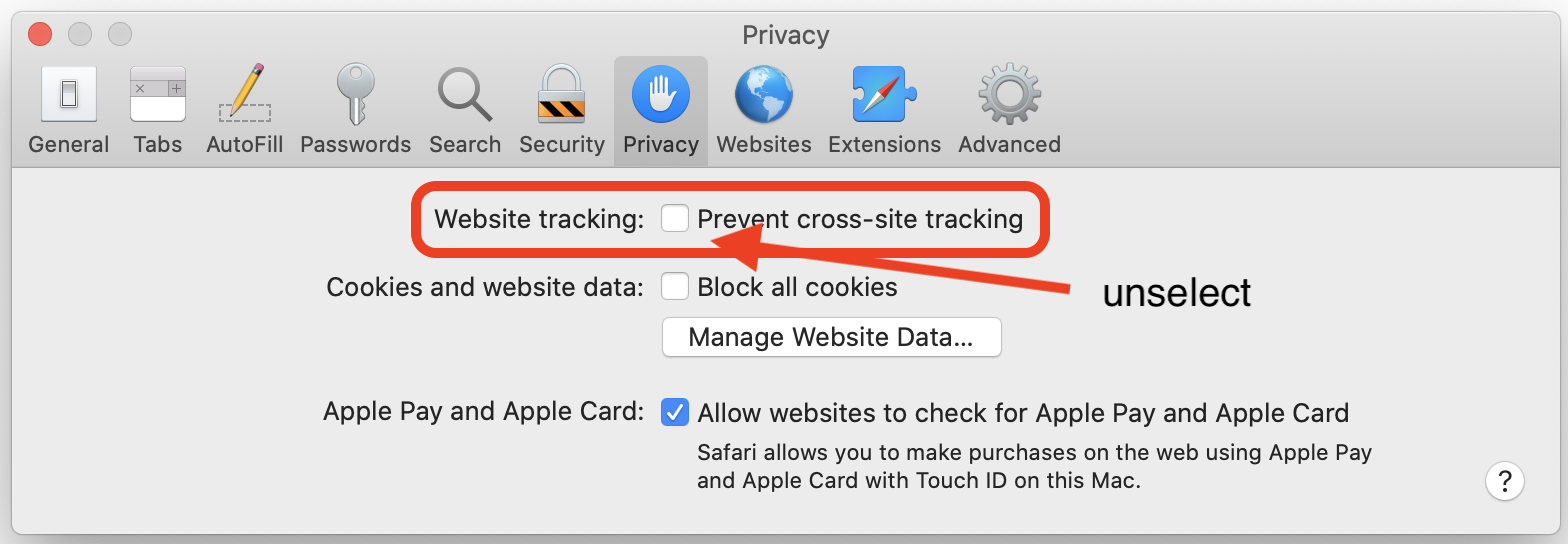 Privacy
General Tabs AutoFill Passwords Search Security Privacy Websites Extensions Advanced
Website tracking: Prevent cross-site tracking
Cookies and website data: Block all cookies
unselect
Manage Website Data...
Apple Pay and Apple Card: Allow websites to check for Apple Pay and Apple Card
Safari allows you to make purchases on the web using Apple Pay
and Apple Card with Touch ID on this Mac.
?